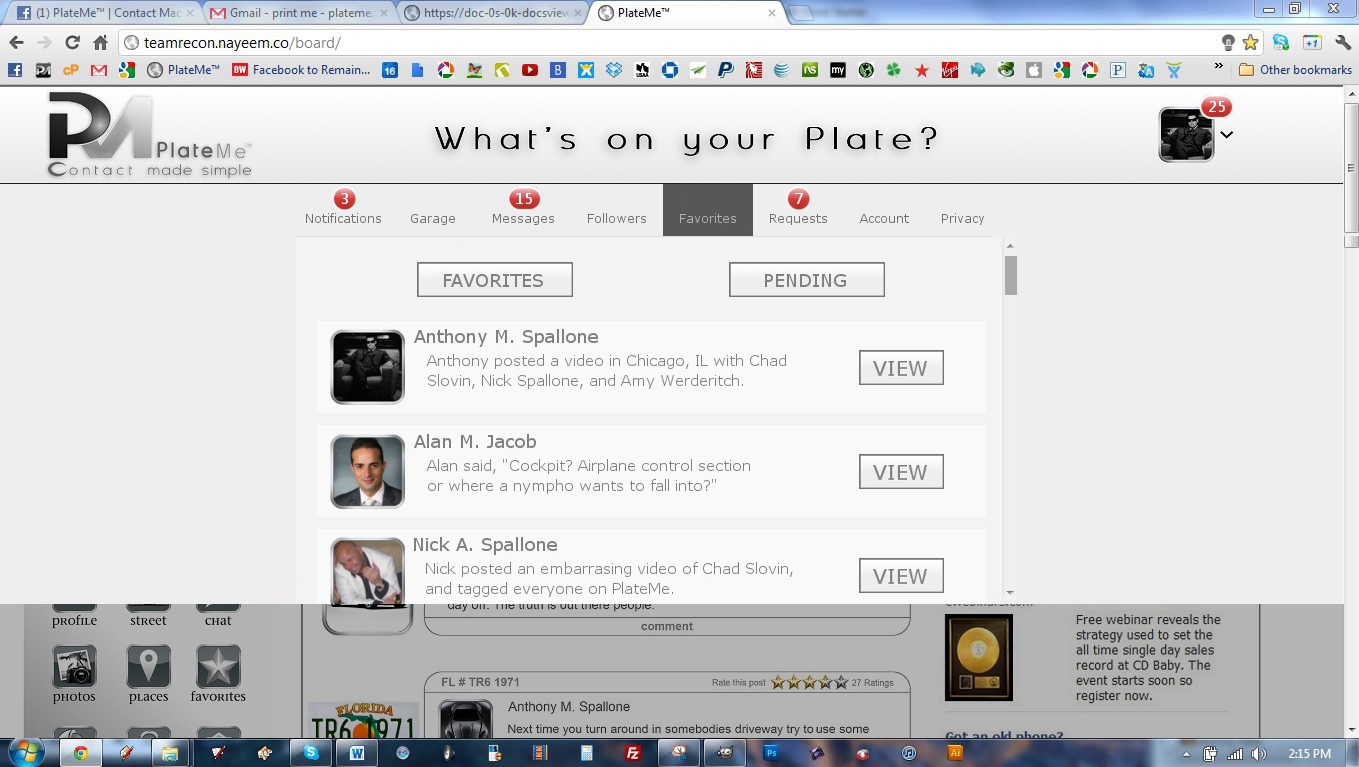 (1) PlateMe™ | Contact Mac
Gmail - print me - plateme.
https://doc-0s-0k-docsview
PlateMe™
teamrecon.nayeem.co/board/
PlateMe™
BW Facebook to Remain...
16
Other bookmarks
PM PlateMe™
Contact made simple
What's on your Plate?
25
3
15
7
Notifications Garage Messages Followers Favorites Requests Account Privacy
FAVORITES PENDING
Anthony M. Spallone
Anthony posted a video in Chicago, IL with Chad
Slovin, Nick Spallone, and Amy Werderitch.
VIEW
Alan M. Jacob
Alan said, "Cockpit? Airplane control section
or where a nympho wants to fall into?"
VIEW
Nick A. Spallone
Nick posted an embarrasing video of Chad Slovin,
and tagged everyone on PlateMe.
VIEW
PROFILE STREET CHAT
PHOTOS PLACES FAVORITES
day off. The truth is out there people.
comment
FL # TR6 1971
Rate this post
27 Ratings
FLORIDA
TR6 1971
Anthony M. Spallone
Next time you turn around in somebodies driveway try to use some
Free webinar reveals the
strategy used to set the
all time single day sales
record at CD Baby. The
event starts soon so
register now.
Got an old phone?
2:15 PM